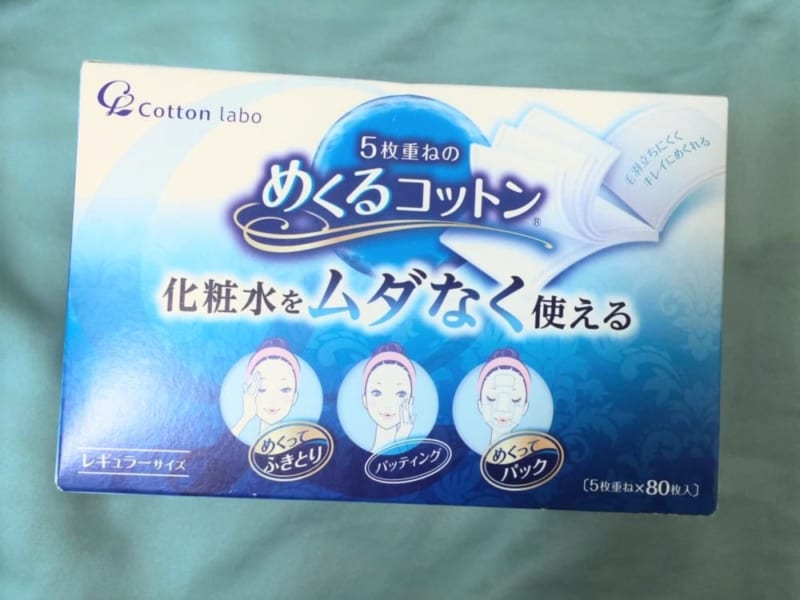 CL Cotton labo
5枚重ねの
めくるコットン®
毛羽立ちにくく
キレイにめくれる
化粧水をムダなく使える
めくって
ふきとり
パッティング
めくって
パック
レギュラーサイズ
〔5枚重ね×80枚入〕